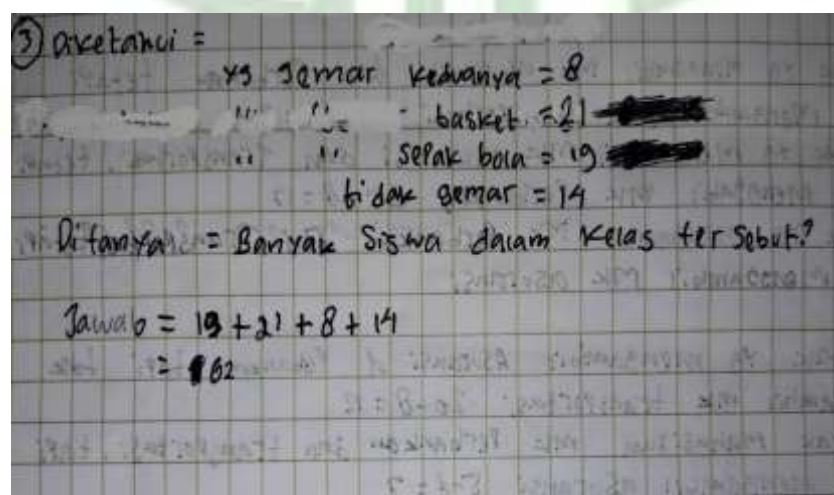 ③ Diketahui =
yg gemar keduanya = 8
" " basket = 21
" " sepak bola = 19
tidak gemar = 14
Ditanya = Banyak siswa dalam kelas tersebut?
Jawab = 19 + 21 + 8 + 14
= 62